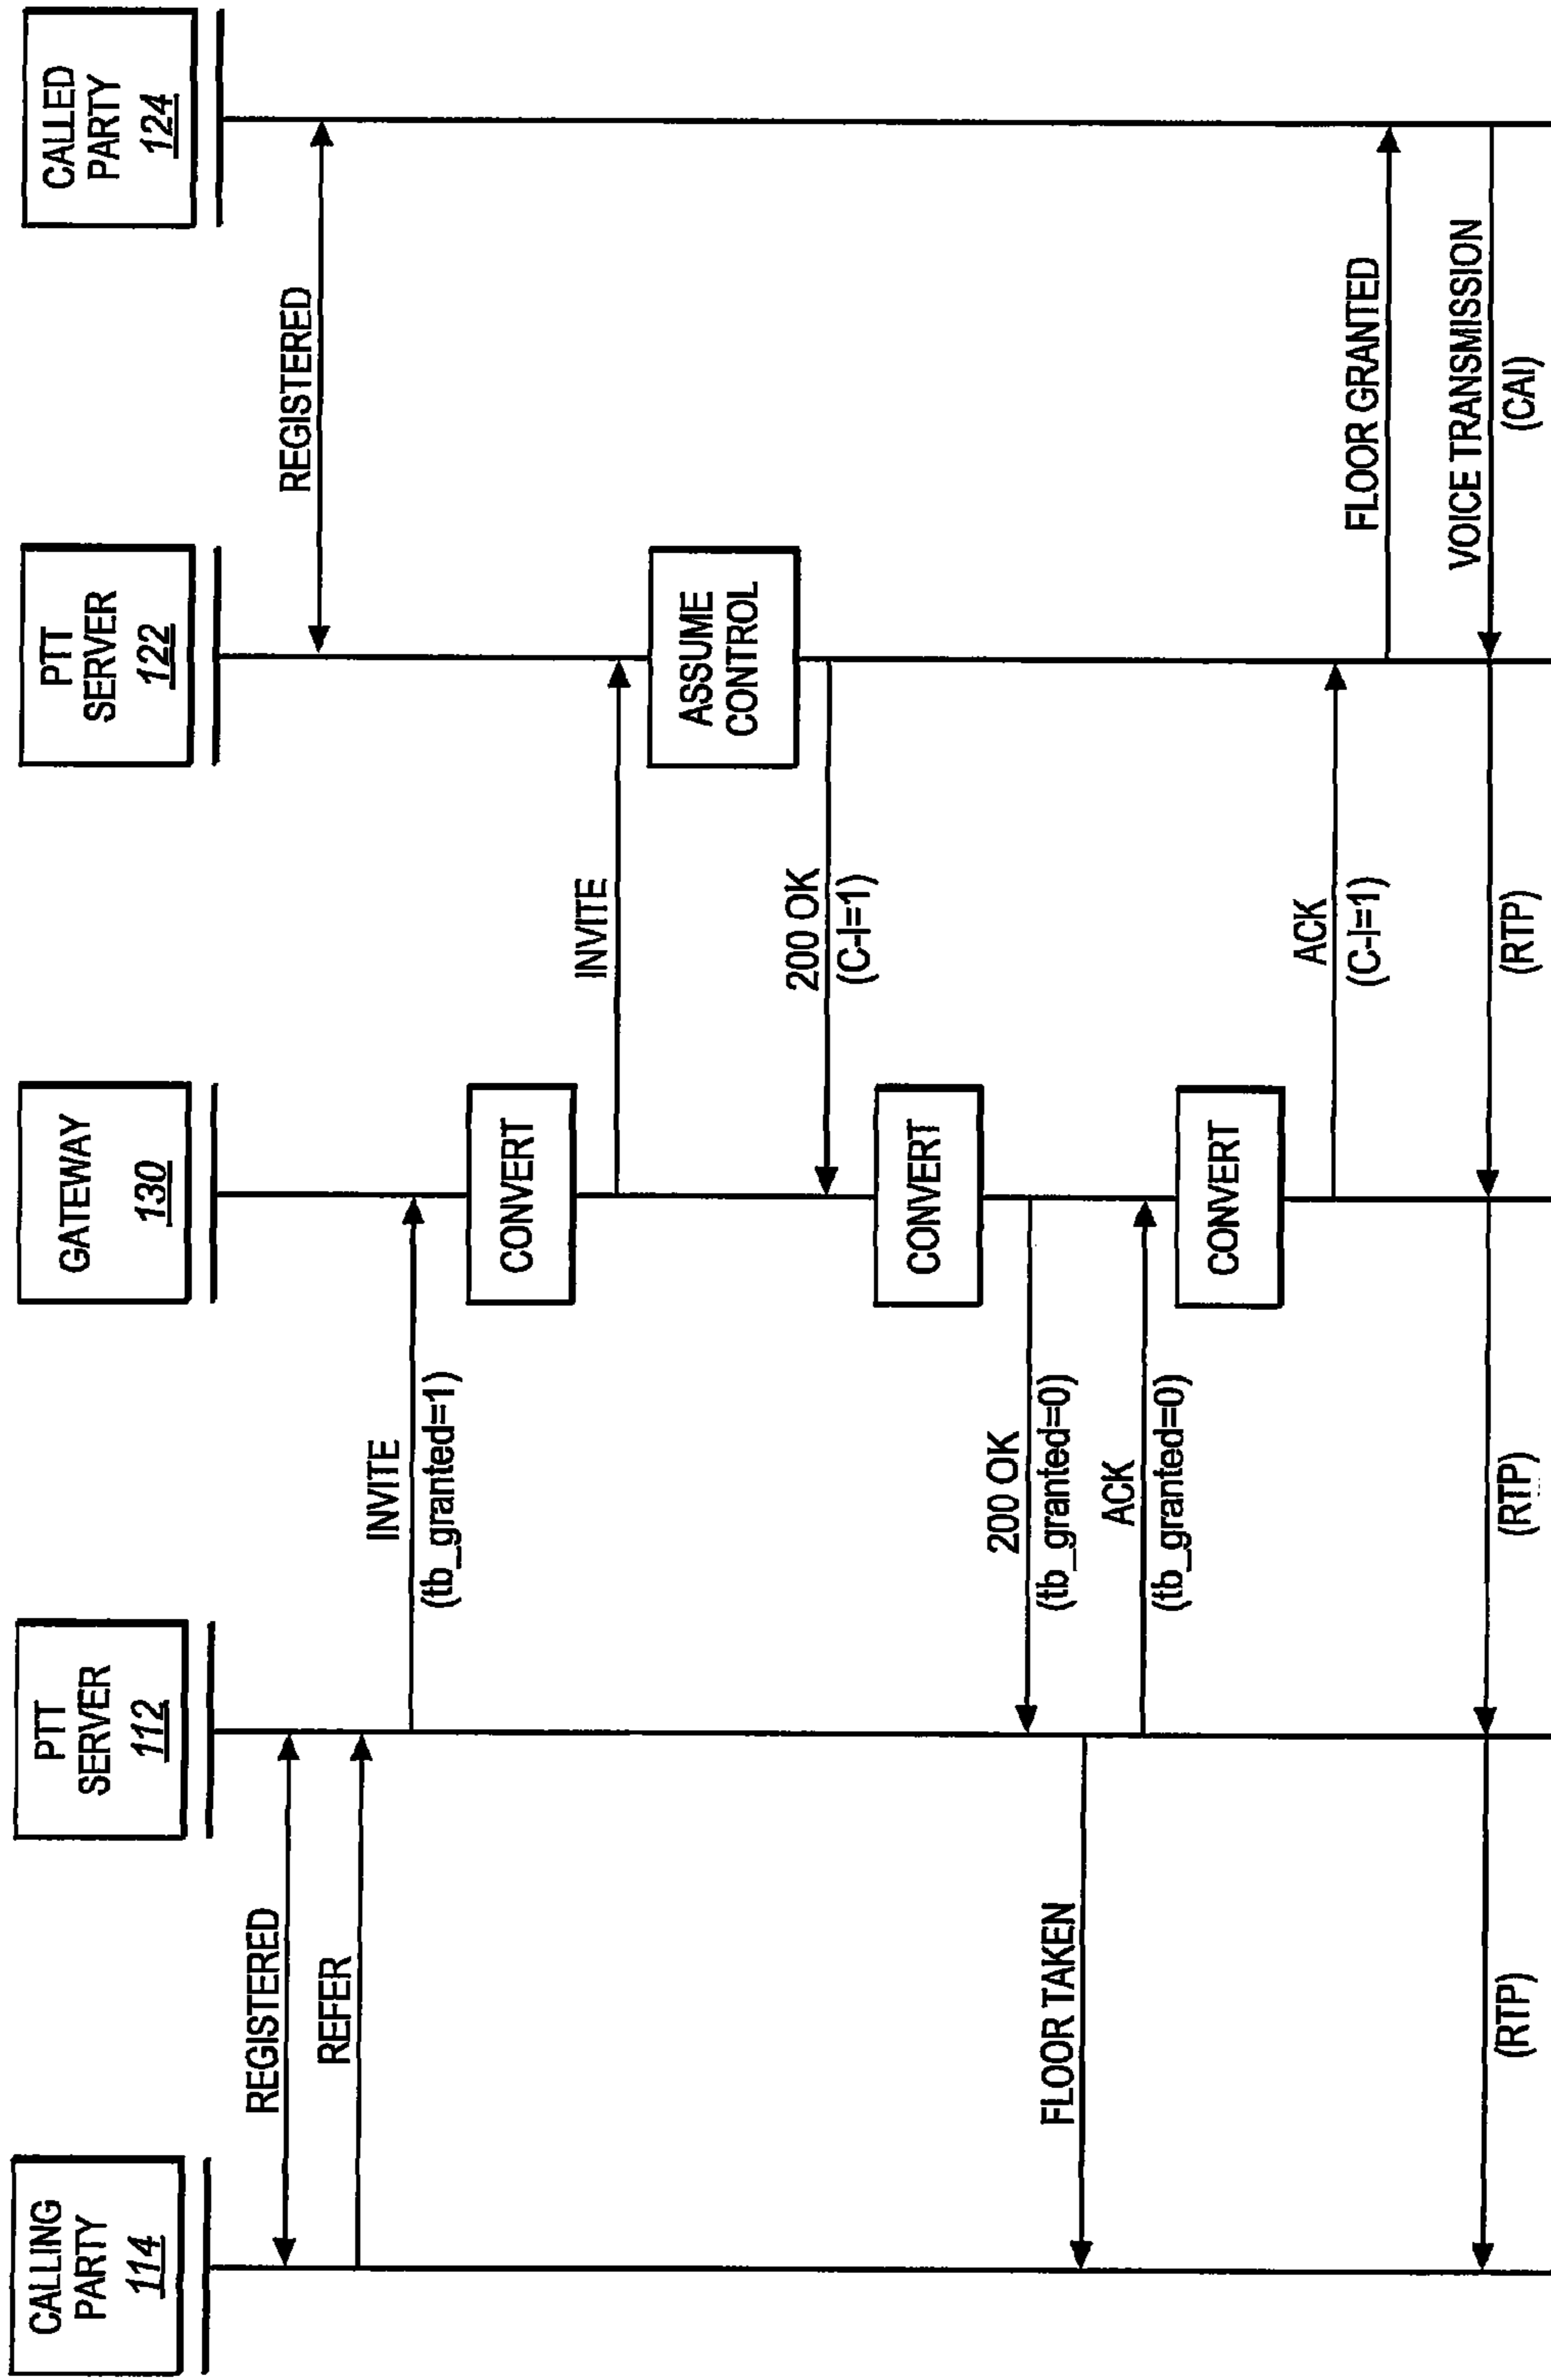 CALLING
PARTY
114
PTT
SERVER
112
GATEWAY
130
PTT
SERVER
122
CALLED
PARTY
124
REGISTERED
REGISTERED
REFER
INVITE
(tb_granted=1)
CONVERT
INVITE
ASSUME
CONTROL
200 OK
(C-I=1)
CONVERT
200 OK
(tb_granted=0)
FLOOR TAKEN
ACK
(tb_granted=0)
CONVERT
ACK
(C-I=1)
FLOOR GRANTED
VOICE TRANSMISSION
(CAI)
(RTP)
(RTP)
(RTP)